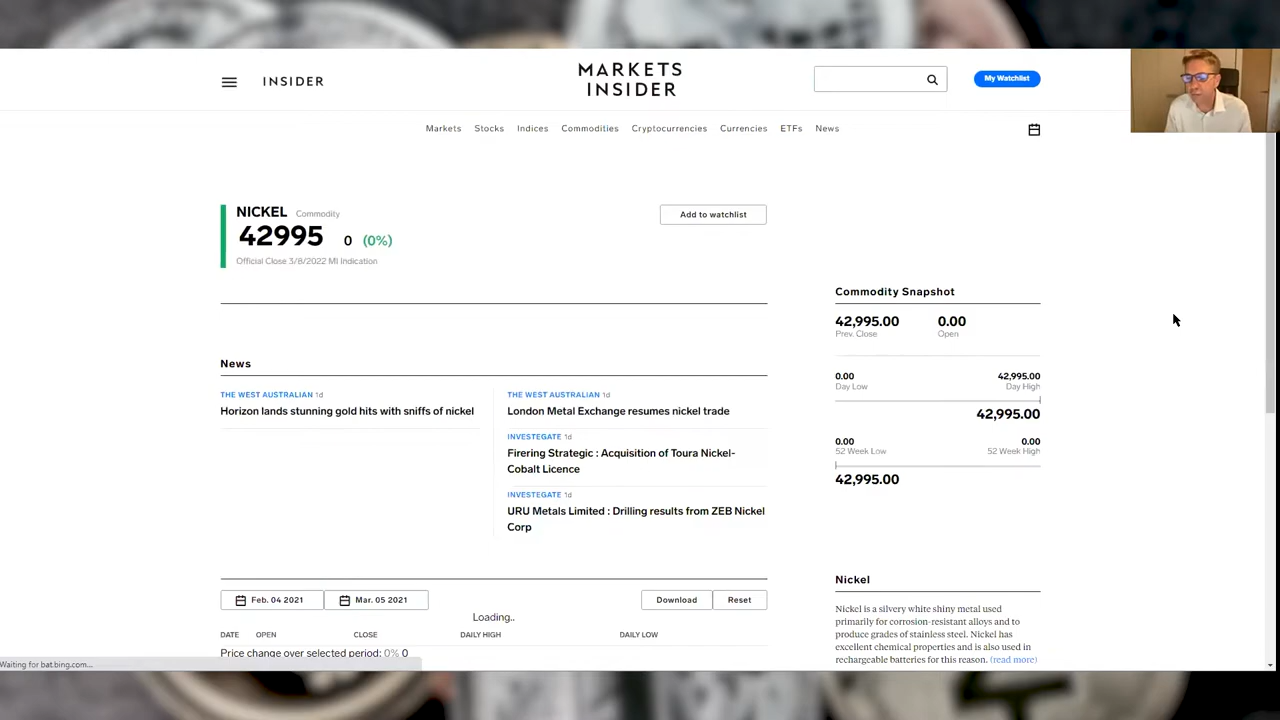 INSIDER
MARKETS
INSIDER
My Watchlist
Markets Stocks Indices Commodities Cryptocurrencies Currencies ETFs News
NICKEL Commodity
42995 0 (0%)
Official Close 3/8/2022 MI Indication
Add to watchlist
Commodity Snapshot
42,995.00 0.00
Prev. Close Open
0.00 42,995.00
Day Low Day High
42,995.00
0.00 0.00
52 Week Low 52 Week High
42,995.00
News
THE WEST AUSTRALIAN 1d
Horizon lands stunning gold hits with sniffs of nickel
THE WEST AUSTRALIAN 1d
London Metal Exchange resumes nickel trade
INVESTEGATE 1d
Firering Strategic : Acquisition of Toura Nickel-
Cobalt Licence
INVESTEGATE 1d
URU Metals Limited : Drilling results from ZEB Nickel
Corp
Feb. 04 2021 Mar. 05 2021 Download Reset
Loading..
DATE OPEN CLOSE DAILY HIGH DAILY LOW
Price change over selected period: 0% 0
Nickel
Nickel is a silvery white shiny metal used
primarily for corrosion-resistant alloys and to
produce grades of stainless steel. Nickel has
excellent chemical properties and is also used in
rechargeable batteries for this reason. (read more)
Waiting for bat.bing.com...